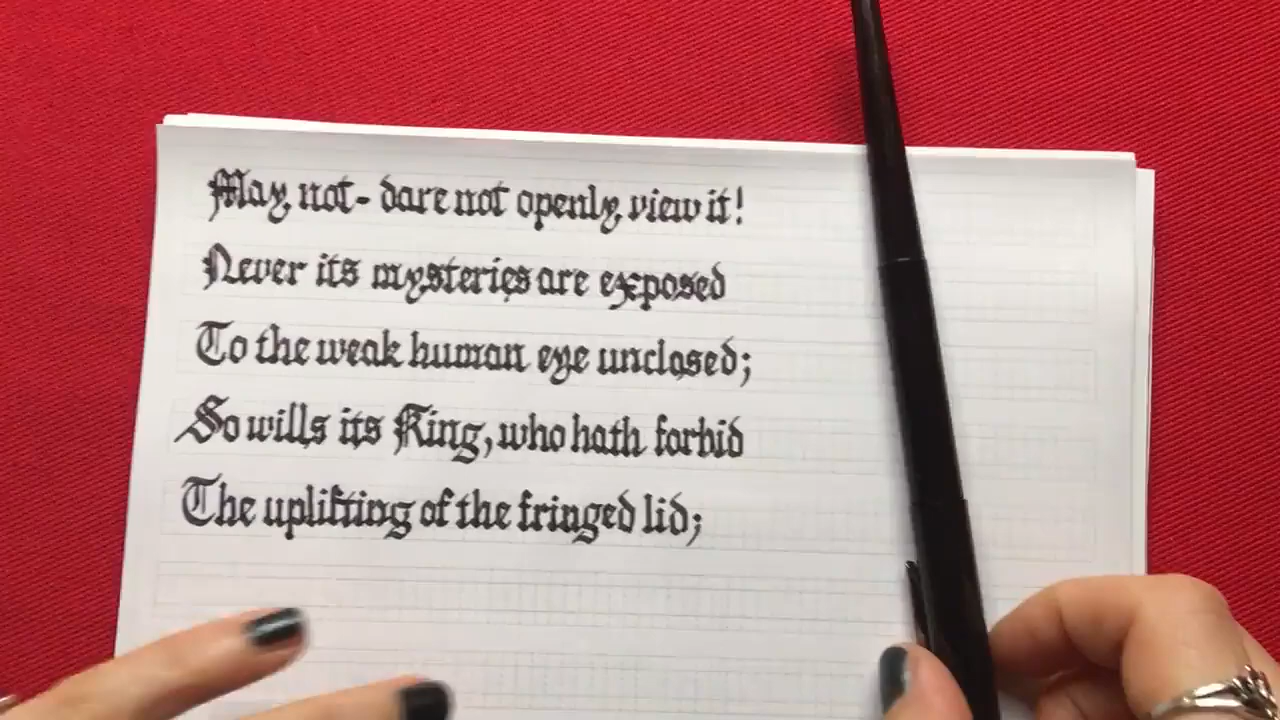 May not- dare not openly view it!
Never its mysteries are exposed
To the weak human eye unclosed;
So wills its King, who hath forbid
The uplifting of the fringed lid;